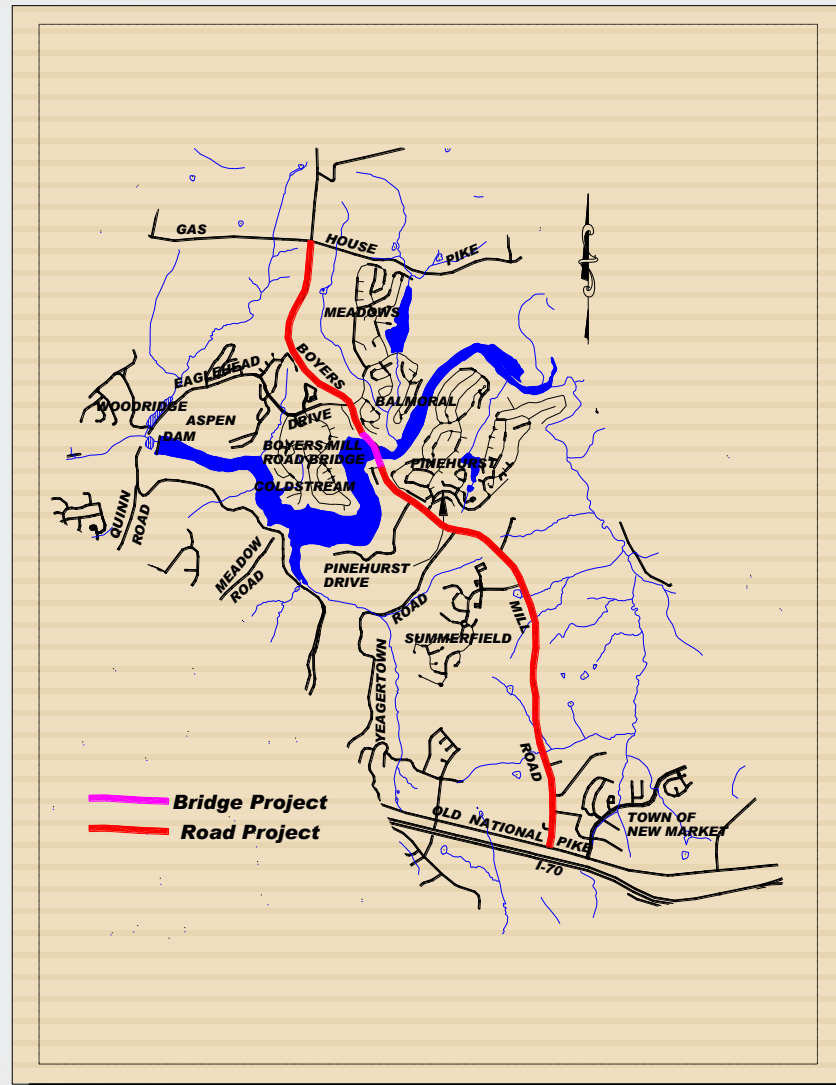 GAS
HOUSE
PIKE
MEADOWS
BOYERS
EAGLEHEAD
WOODRIDGE
BALMORAL
ASPEN
DRIVE
DAM
BOYERS MILL
ROAD BRIDGE
PINEHURST
COLDSTREAM
QUINN
ROAD
MEADOW
ROAD
PINEHURST
DRIVE
ROAD
MILL
SUMMERFIELD
YEAGERTOWN
ROAD
Bridge Project
Road Project
OLD NATIONAL PIKE
TOWN OF
NEW MARKET
I-70